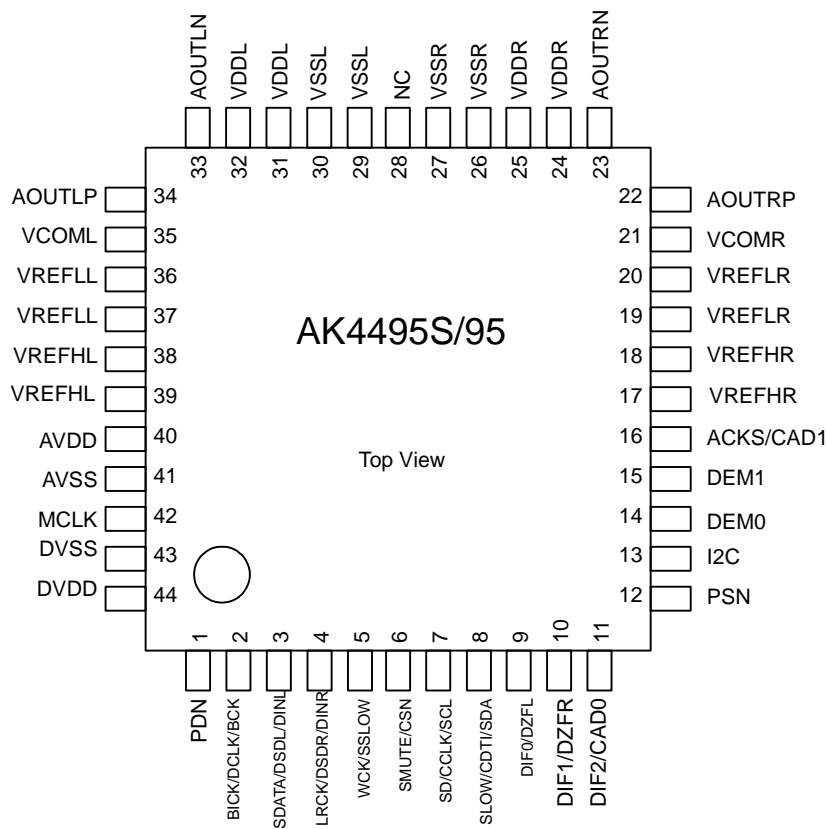 AOUTLN
VDDL
VDDL
VSSL
VSSL
NC
VSSR
VSSR
VDDR
VDDR
AOUTRN
33
32
31
30
29
28
27
26
25
24
23
AOUTLP 34
22 AOUTRP
VCOML 35
21 VCOMR
VREFLL 36
20 VREFLR
VREFLL 37
19 VREFLR
AK4495S/95
VREFHL 38
18 VREFHR
VREFHL 39
17 VREFHR
AVDD 40
16 ACKS/CAD1
Top View
AVSS 41
15 DEM1
MCLK 42
14 DEM0
DVSS 43
13 I2C
DVDD 44
12 PSN
1
2
3
4
5
6
7
8
9
10
11
PDN
BICK/DCLK/BCK
SDATA/DSDL/DINL
LRCK/DSDR/DINR
WCK/SSLOW
SMUTE/CSN
SD/CCLK/SCL
SLOW/CDTI/SDA
DIF0/DZFL
DIF1/DZFR
DIF2/CAD0